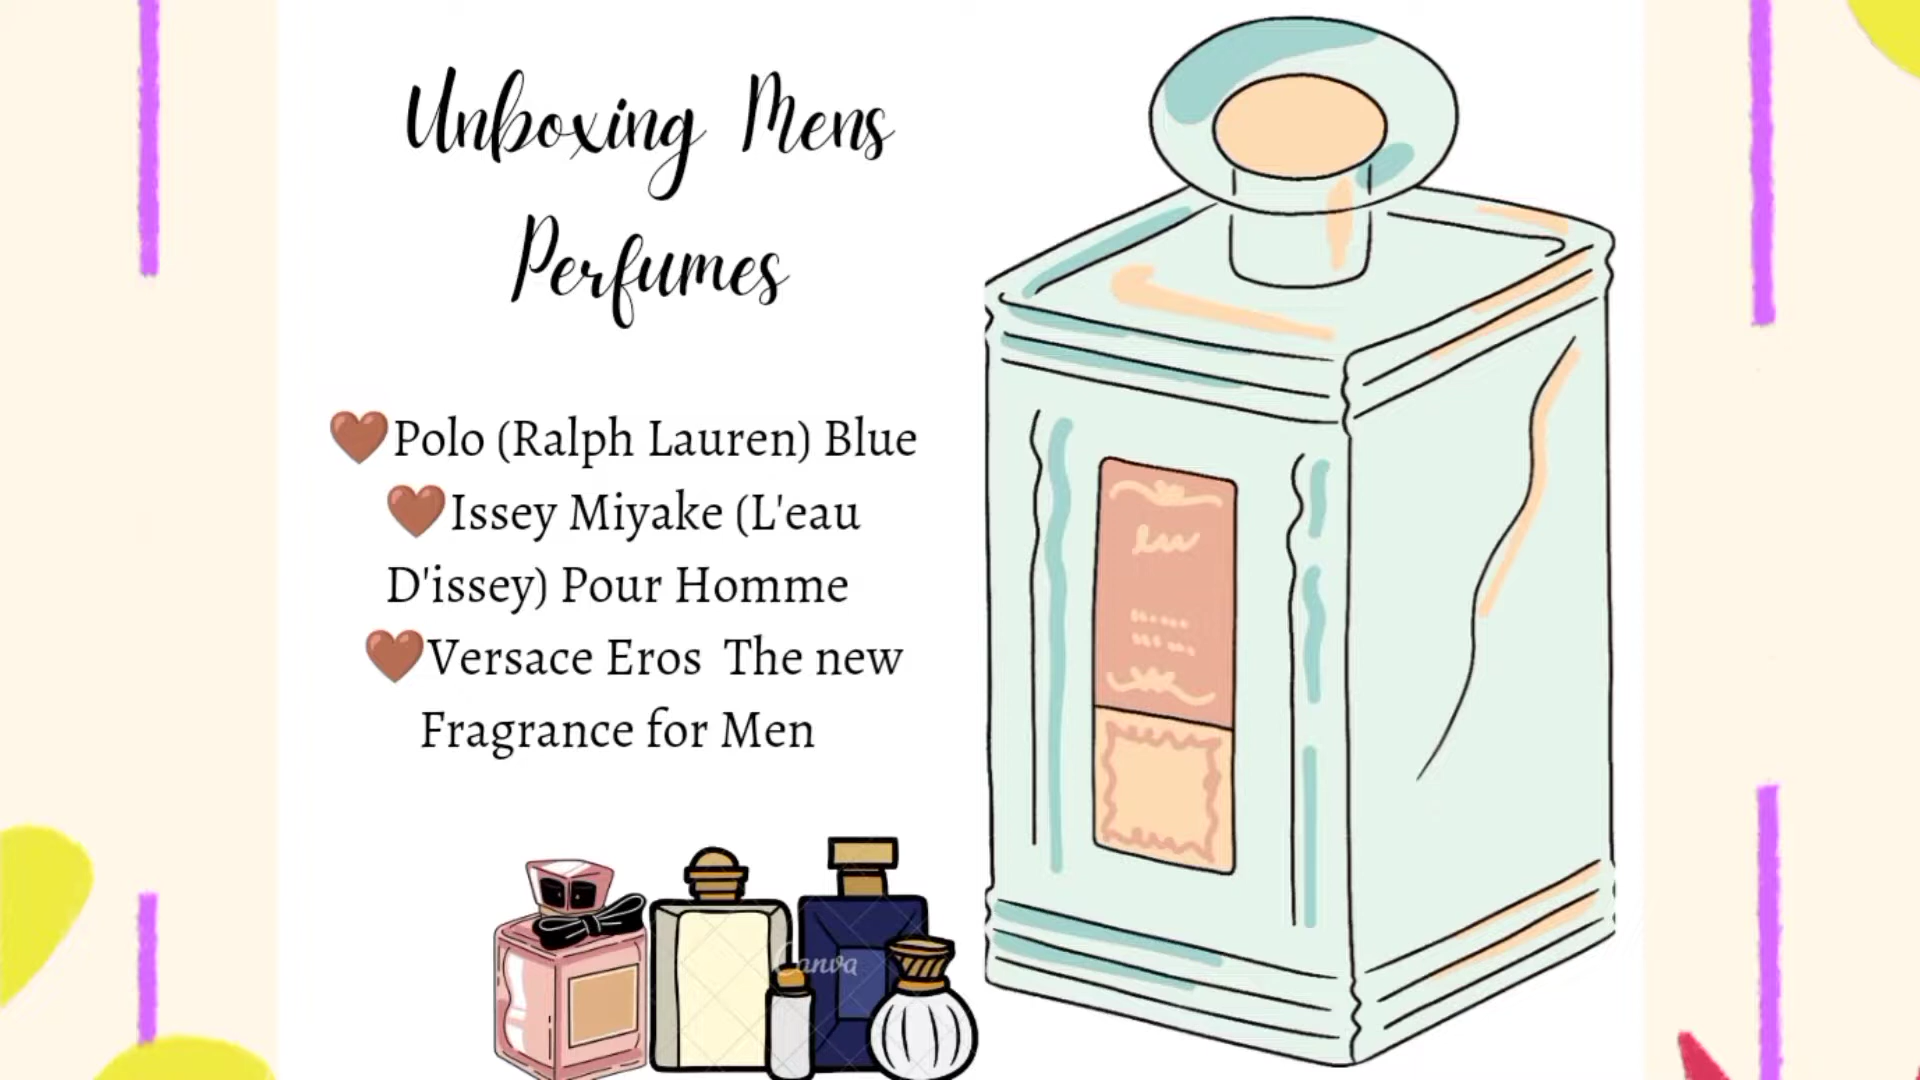 Unboxing Mens
Perfumes
🤎Polo (Ralph Lauren) Blue
🤎Issey Miyake (L'eau
D'issey) Pour Homme
🤎Versace Eros  The new
Fragrance for Men
Canva